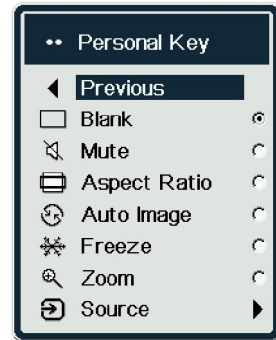 Personal Key
Previous
Blank
Mute
Aspect Ratio
Auto Image
Freeze
Zoom
Source